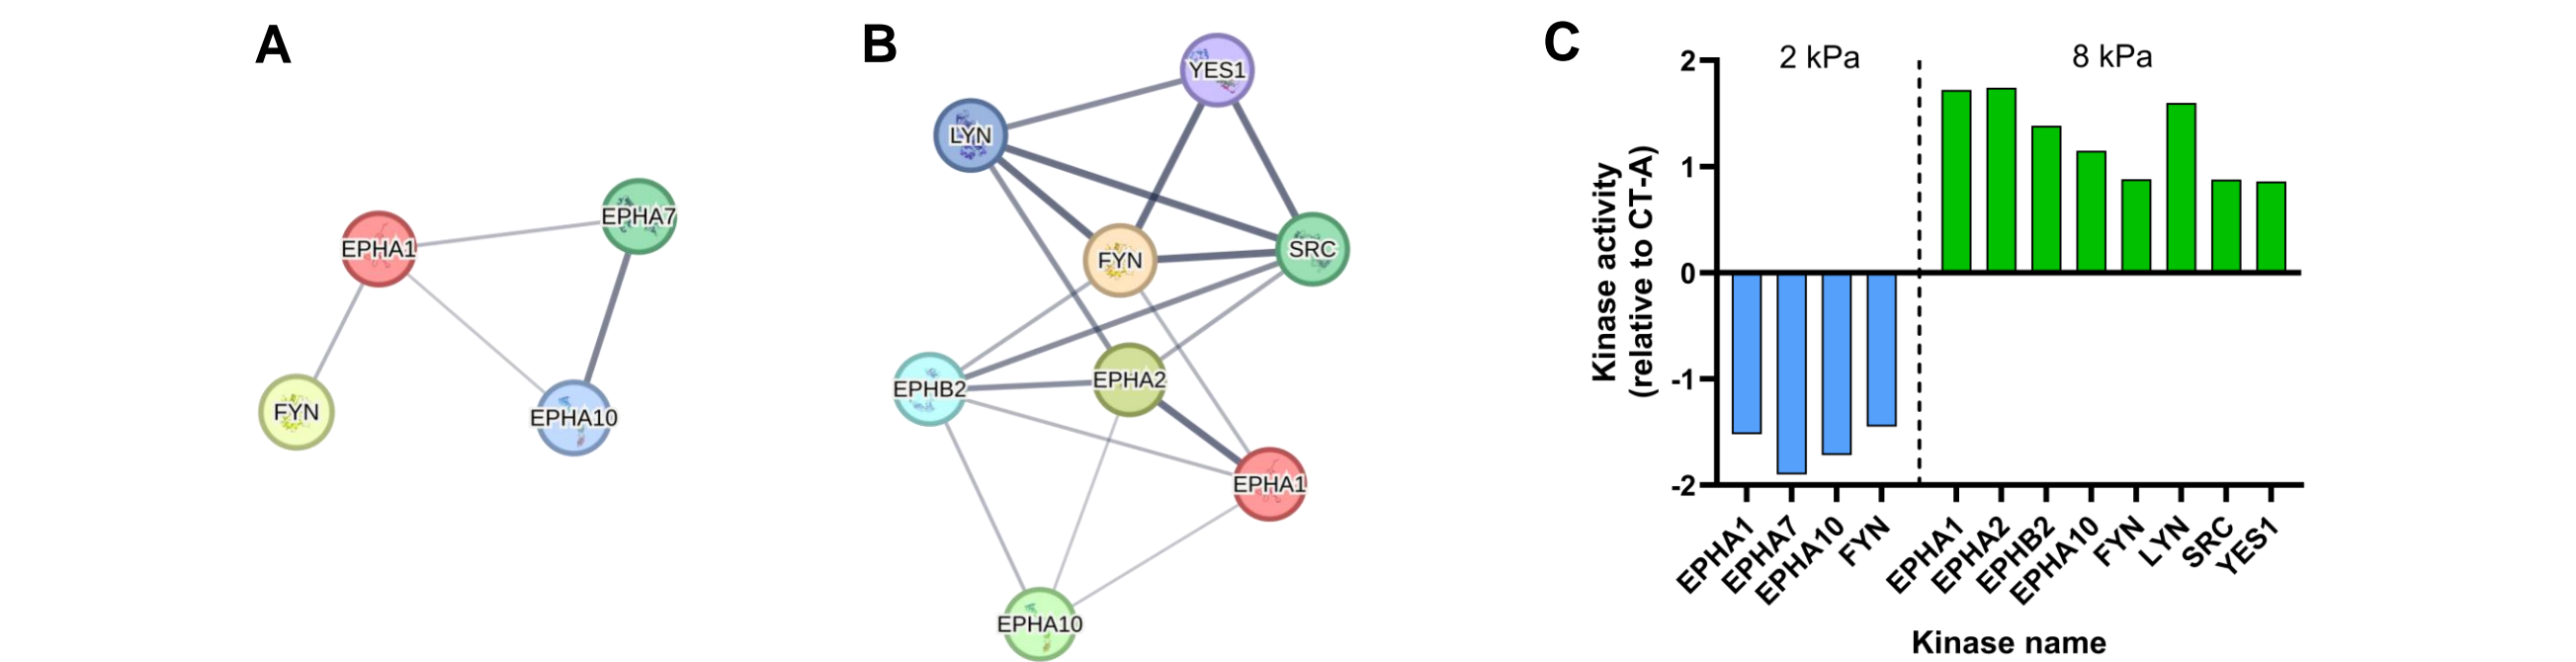 A
EPHA1
EPHA7
FYN
EPHA10
B
YES1
LYN
FYN
SRC
EPHB2
EPHA2
EPHA1
EPHA10
C
2 kPa
8 kPa
Kinase activity
(relative to CT-A)
2
1
0
-1
-2
EPHA1
EPHA7
EPHA10
FYN
EPHA1
EPHA2
EPHB2
EPHA10
FYN
LYN
SRC
YES1
Kinase name